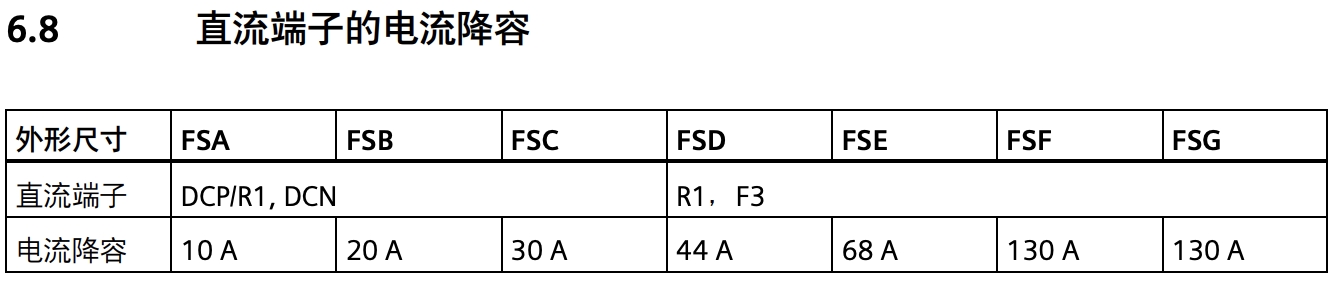 6.8 直流端子的电流降容
外形尺寸 FSA FSB FSC FSD FSE FSF FSG
直流端子 DCP/R1, DCN R1，F3
电流降容 10 A 20 A 30 A 44 A 68 A 130 A 130 A